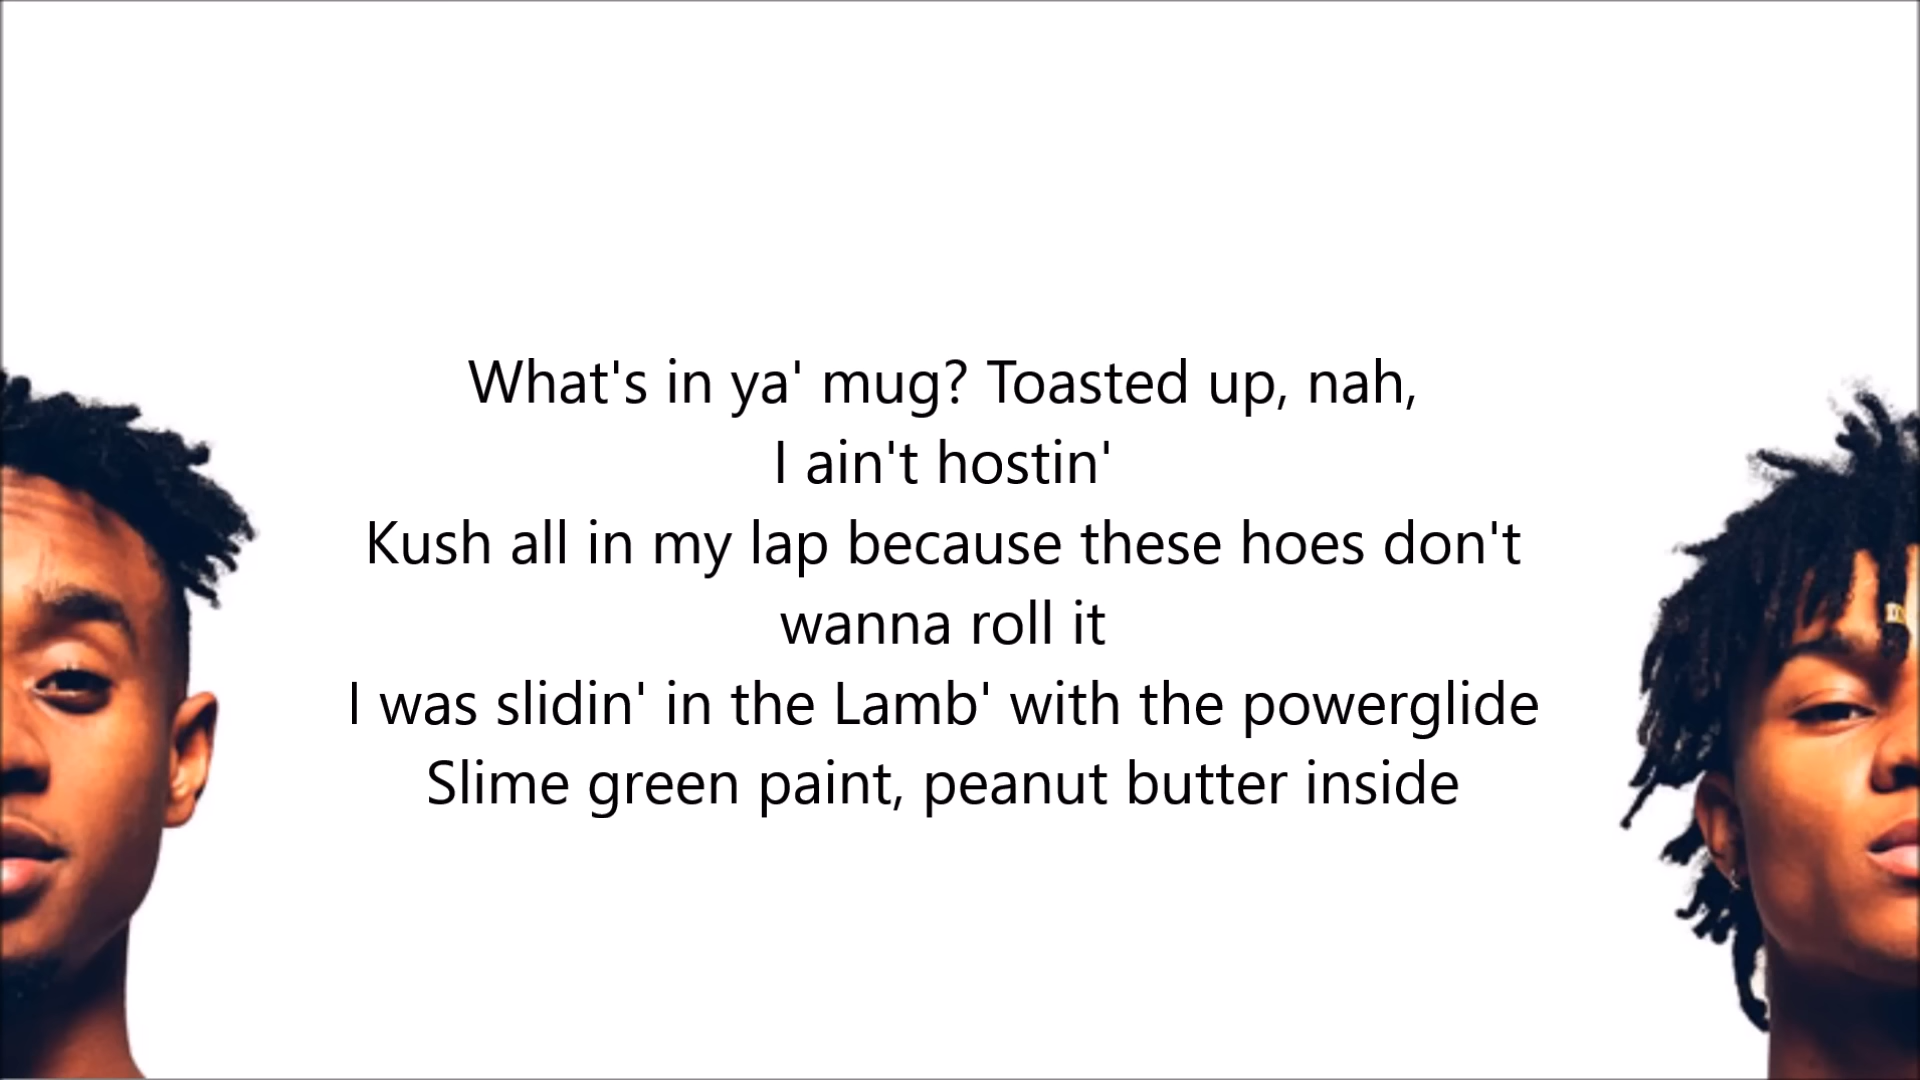 What's in ya' mug? Toasted up, nah,
I ain't hostin'
Kush all in my lap because these hoes don't
wanna roll it
I was slidin' in the Lamb' with the powerglide
Slime green paint, peanut butter inside